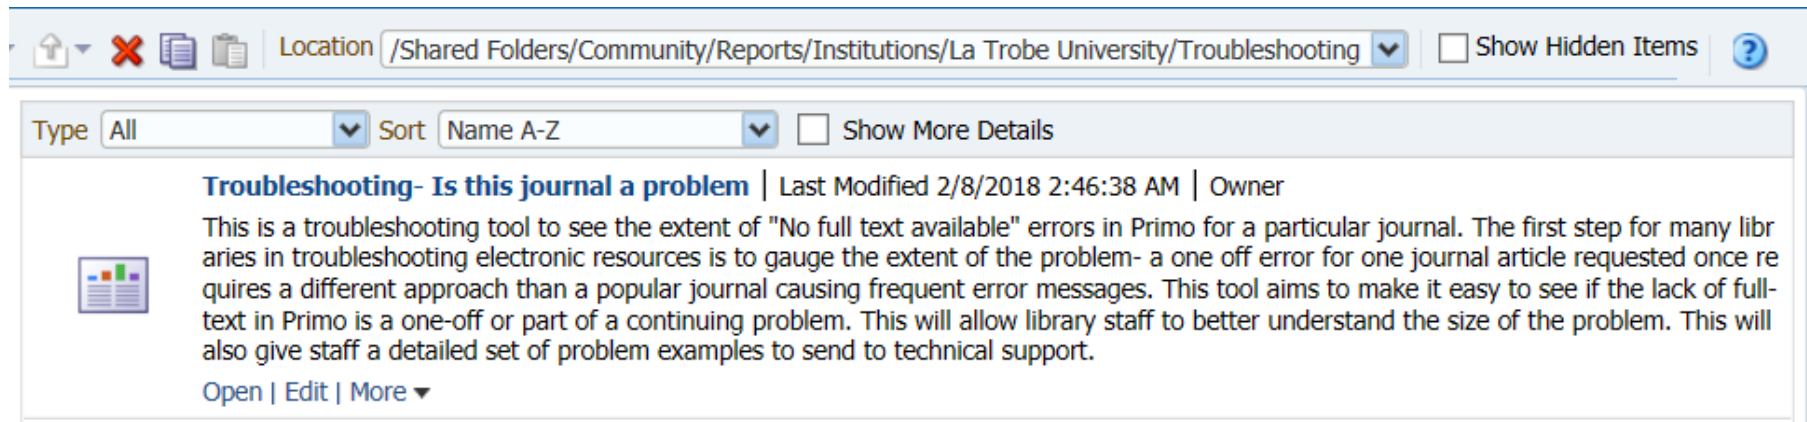 Location /Shared Folders/Community/Reports/Institutions/La Trobe University/Troubleshooting Show Hidden Items ?
Type All Sort Name A-Z Show More Details
Troubleshooting- Is this journal a problem | Last Modified 2/8/2018 2:46:38 AM | Owner
This is a troubleshooting tool to see the extent of "No full text available" errors in Primo for a particular journal. The first step for many libr
aries in troubleshooting electronic resources is to gauge the extent of the problem- a one off error for one journal article requested once re
quires a different approach than a popular journal causing frequent error messages. This tool aims to make it easy to see if the lack of full-
text in Primo is a one-off or part of a continuing problem. This will allow library staff to better understand the size of the problem. This will
also give staff a detailed set of problem examples to send to technical support.
Open | Edit | More